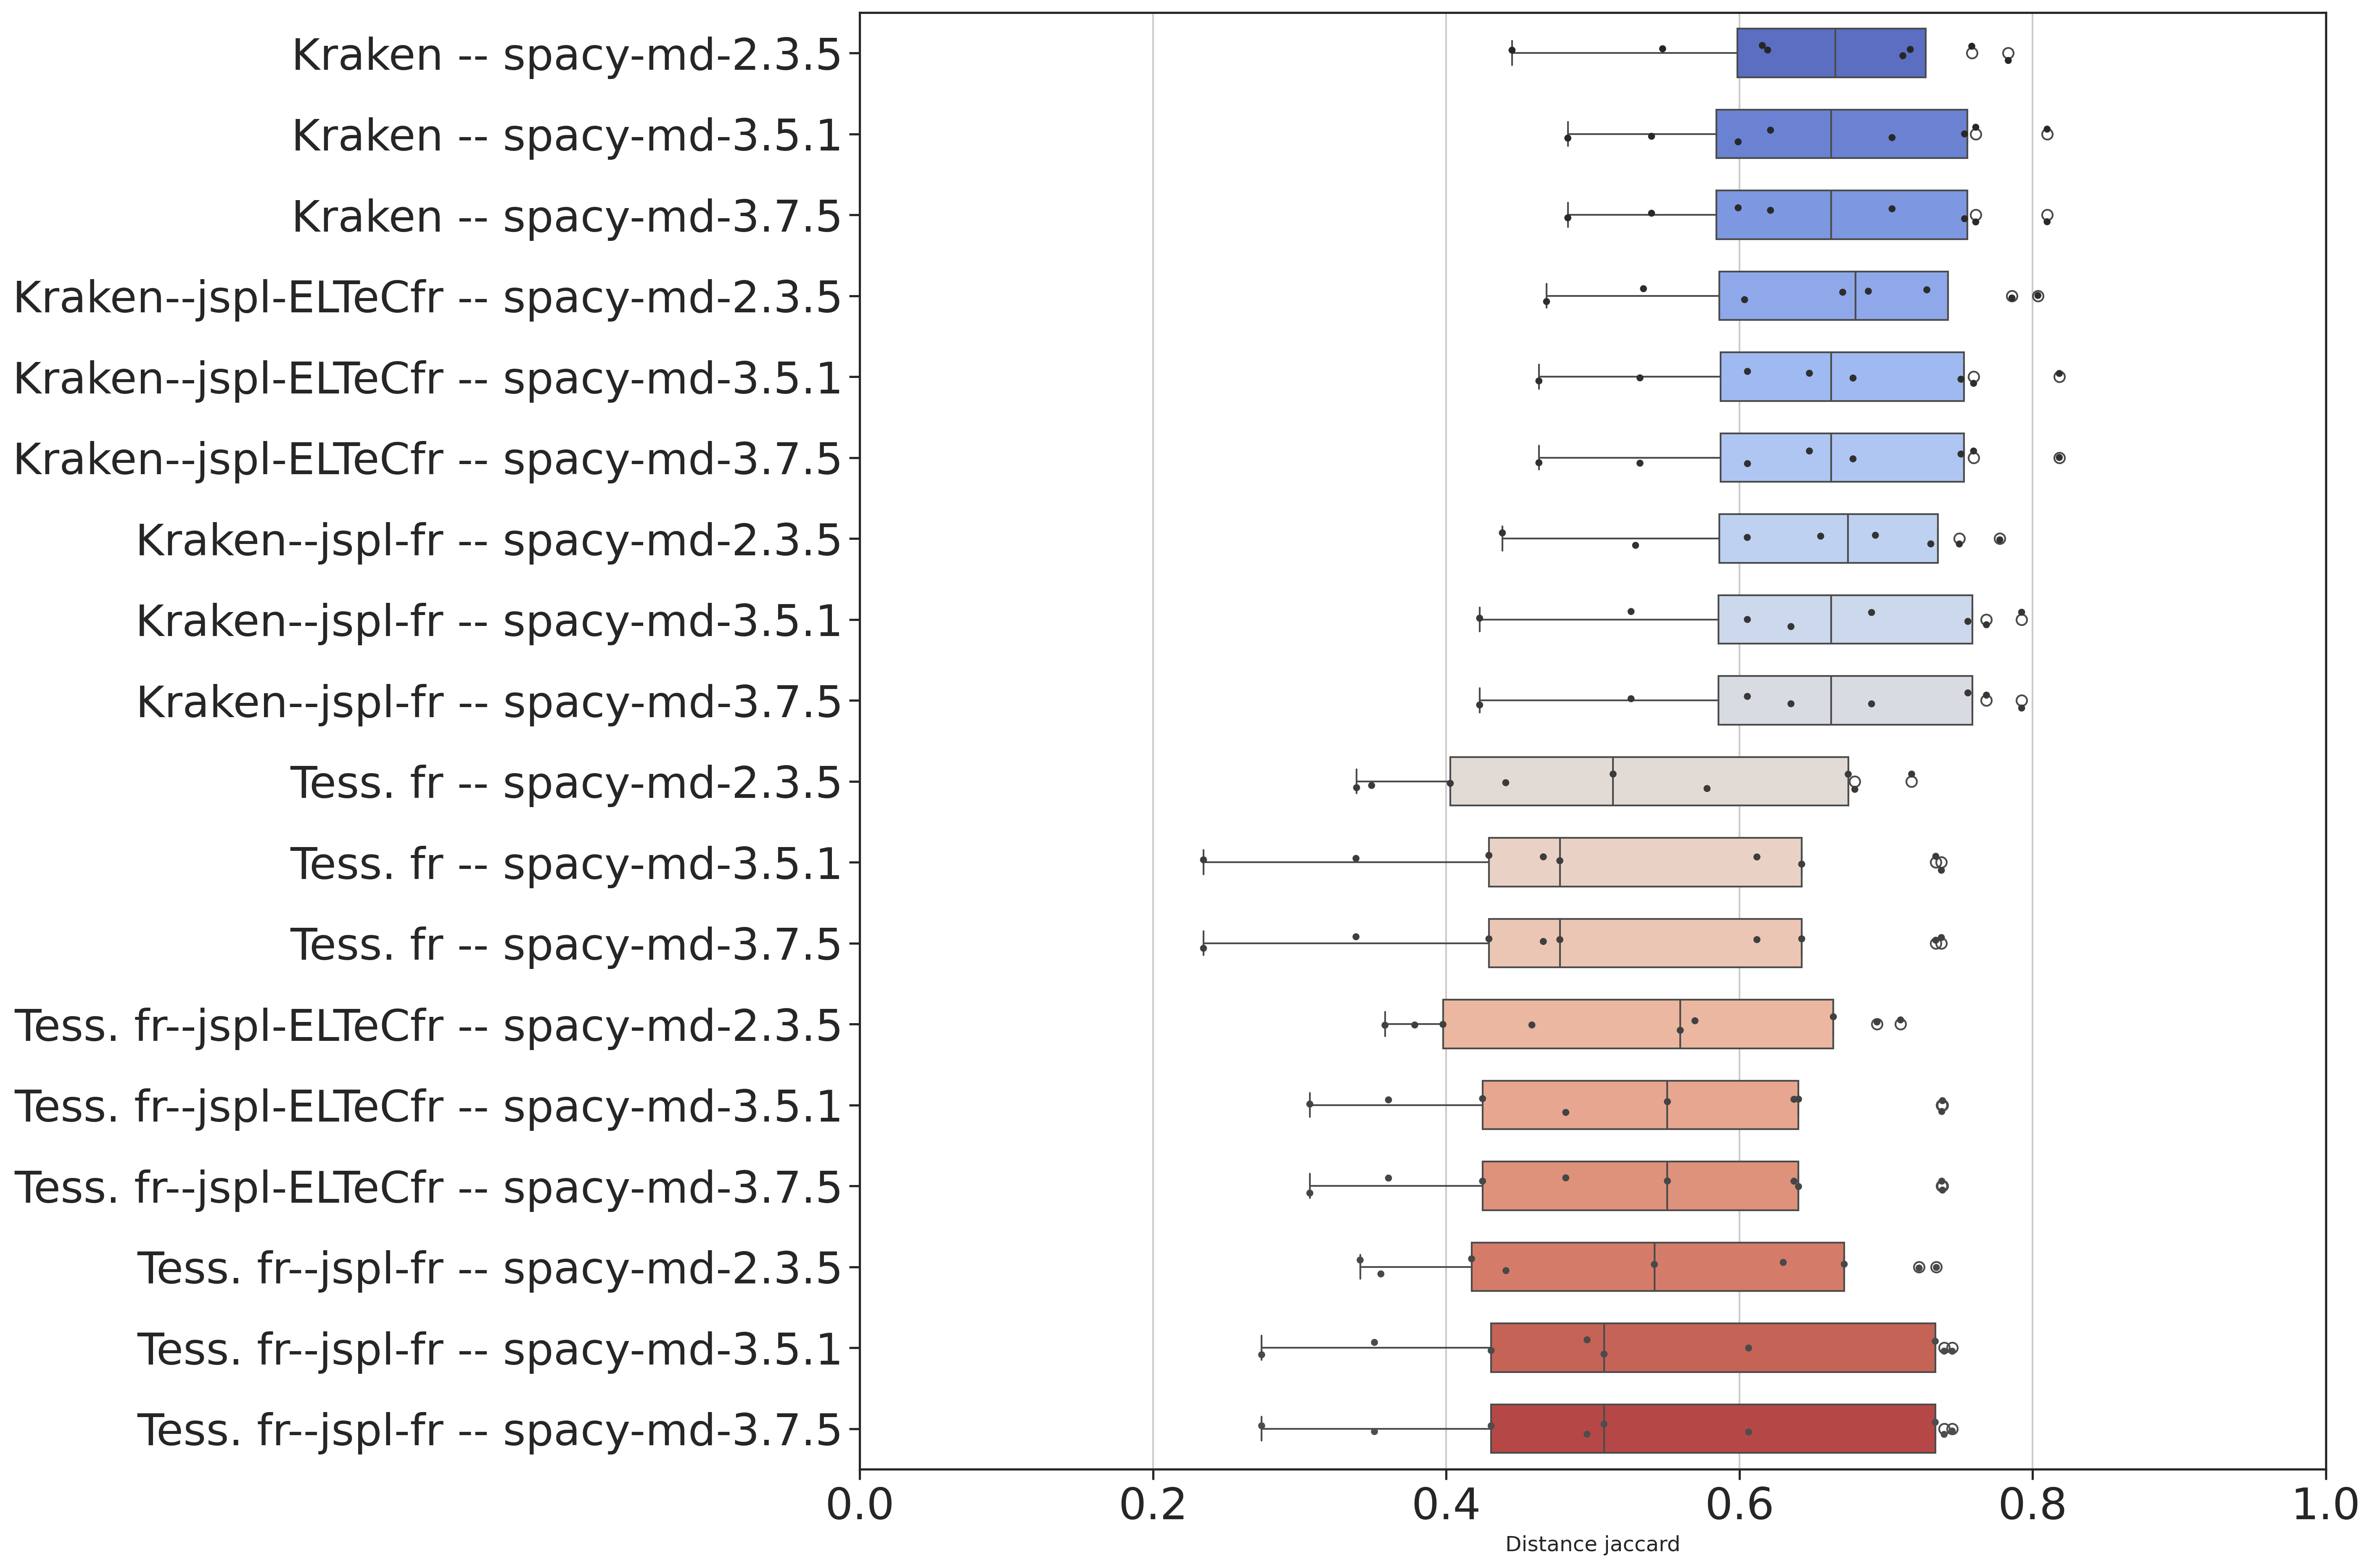 Kraken -- spacy-md-2.3.5
Kraken -- spacy-md-3.5.1
Kraken -- spacy-md-3.7.5
Kraken--jspl-ELTeCfr -- spacy-md-2.3.5
Kraken--jspl-ELTeCfr -- spacy-md-3.5.1
Kraken--jspl-ELTeCfr -- spacy-md-3.7.5
Kraken--jspl-fr -- spacy-md-2.3.5
Kraken--jspl-fr -- spacy-md-3.5.1
Kraken--jspl-fr -- spacy-md-3.7.5
Tess. fr -- spacy-md-2.3.5
Tess. fr -- spacy-md-3.5.1
Tess. fr -- spacy-md-3.7.5
Tess. fr--jspl-ELTeCfr -- spacy-md-2.3.5
Tess. fr--jspl-ELTeCfr -- spacy-md-3.5.1
Tess. fr--jspl-ELTeCfr -- spacy-md-3.7.5
Tess. fr--jspl-fr -- spacy-md-2.3.5
Tess. fr--jspl-fr -- spacy-md-3.5.1
Tess. fr--jspl-fr -- spacy-md-3.7.5
0.0 0.2 0.4 0.6 0.8 1.0
Distance jaccard